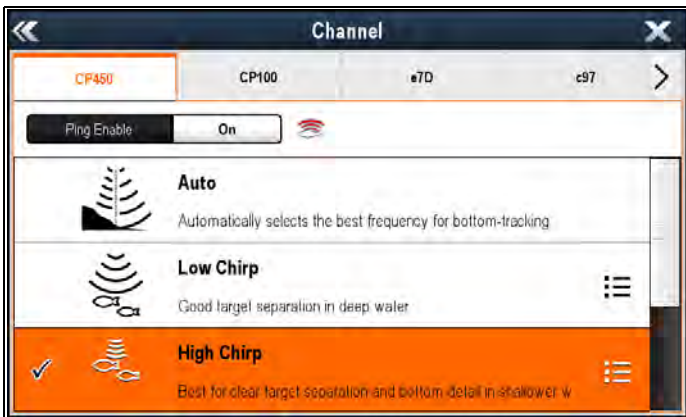 Channel
CP450 CP100 e7D c97
Ping Enable On
Auto
Automatically selects the best frequency for bottom-tracking
Low Chirp
Good target separation in deep water
High Chirp
Best for clear target separation and bottom detail in shallower w